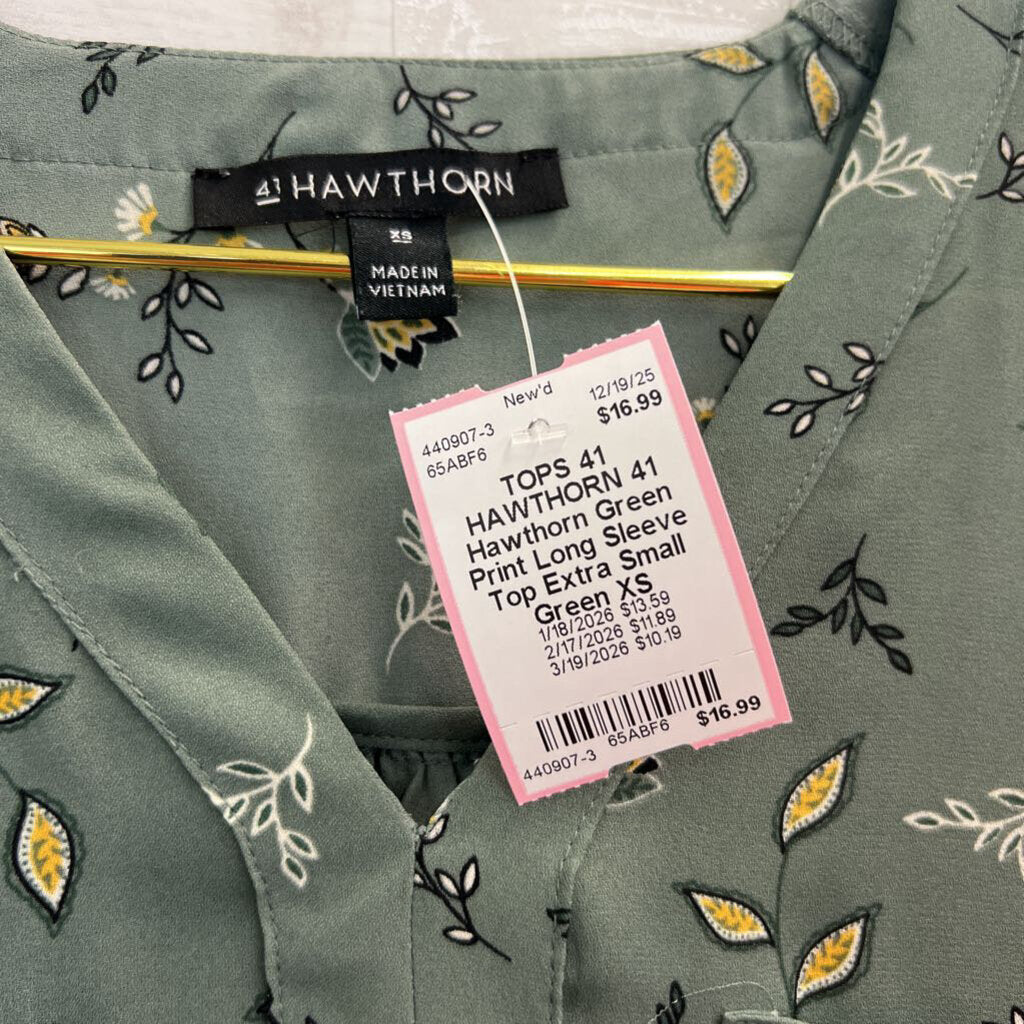 41 HAWTHORN
XS
MADE IN
VIETNAM
New'd
440907-3 12/19/25
65ABF6 $16.99
TOPS 41
HAWTHORN 41
Hawthorn Green
Print Long Sleeve
Top Extra Small
Green XS
1/18/2026 $13.59
2/17/2026 $11.89
3/19/2026 $10.19
440907-3 65ABF6 $16.99